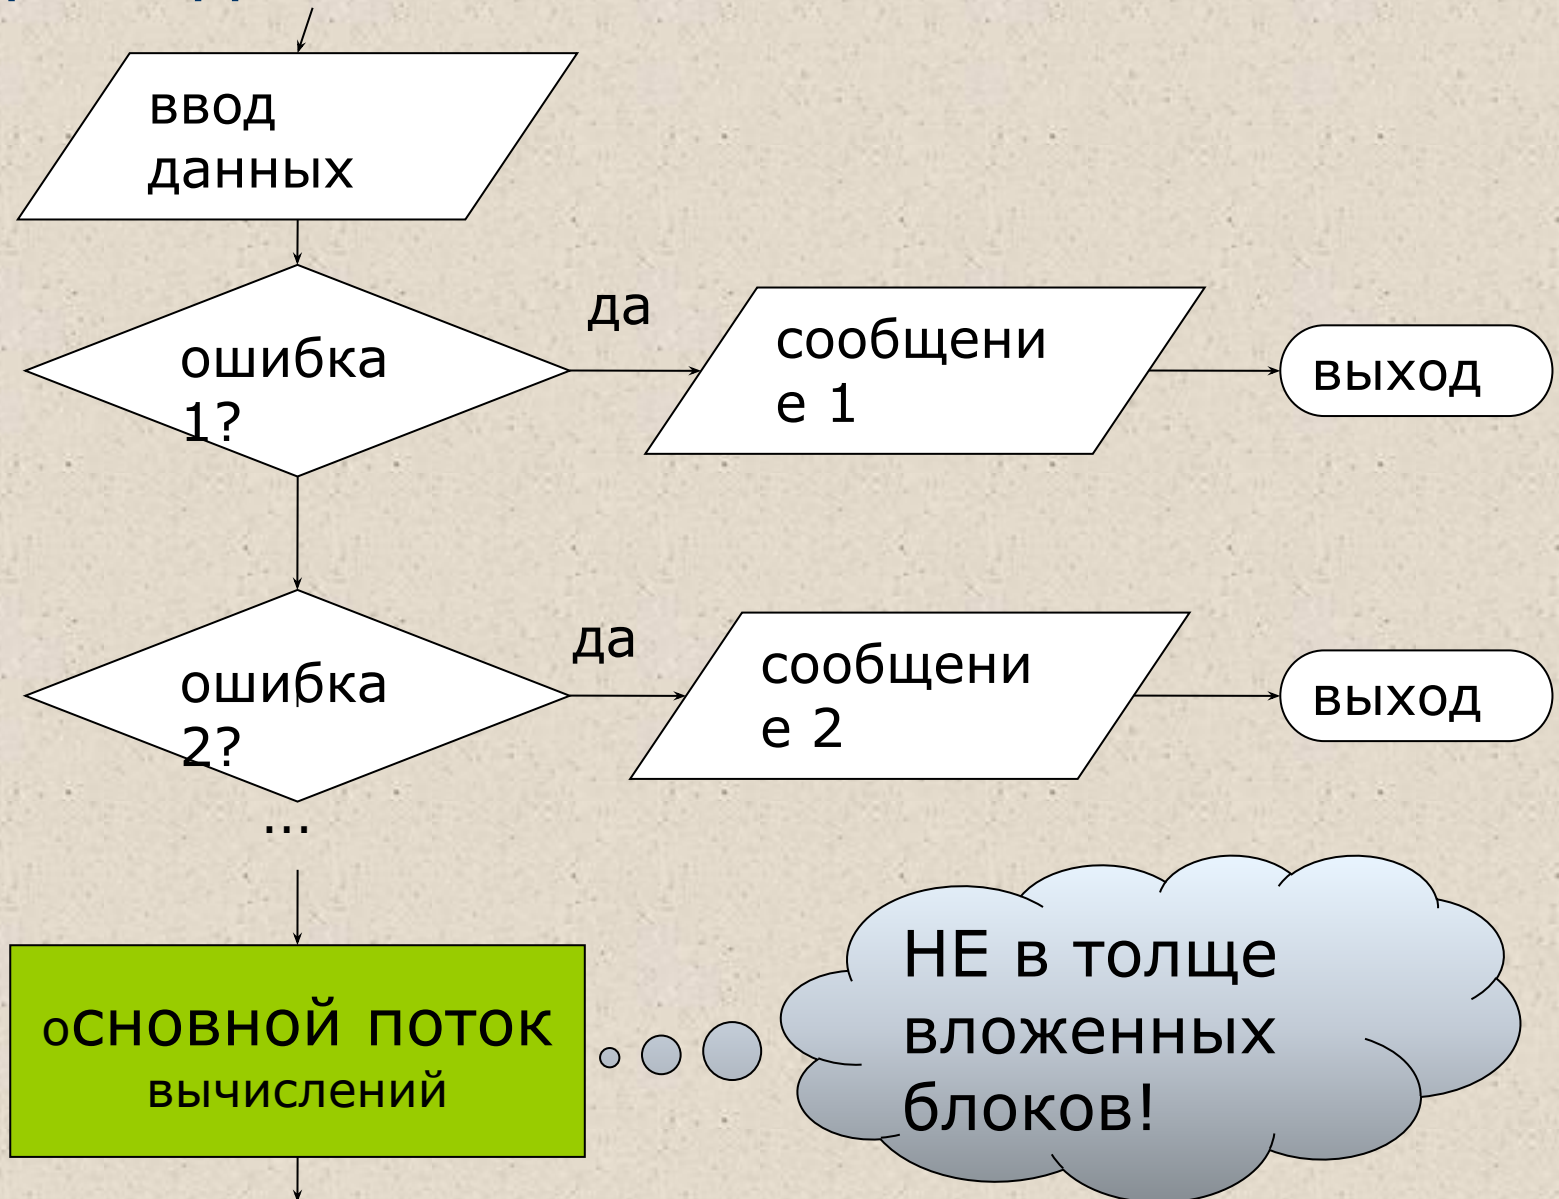 ввод
данных
да
ошибка
1?
сообщени
е 1
выход
да
ошибка
2?
сообщени
е 2
выход
...
основной поток
вычислений
НЕ в толще
вложенных
блоков!